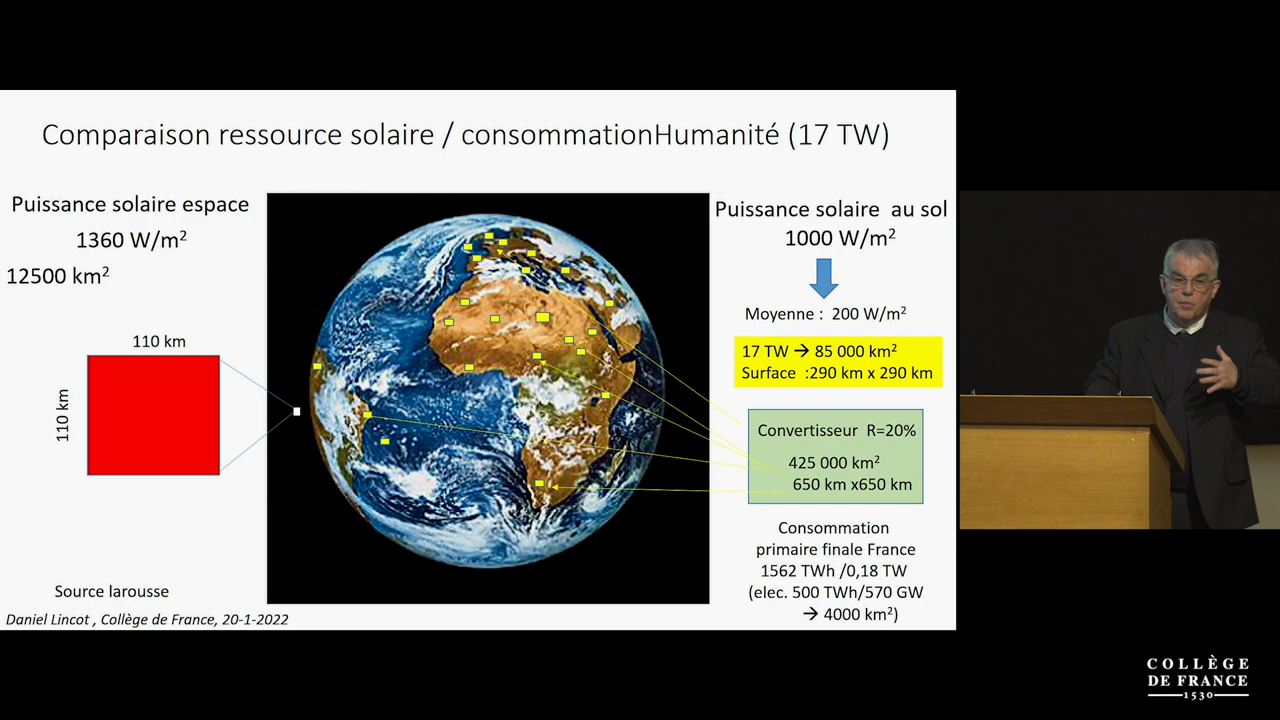 Comparaison ressource solaire / consommationHumanité (17 TW)
Puissance solaire espace
1360 W/m²
12500 km²
110 km
110 km
Source larousse
Daniel Lincot , Collège de France, 20-1-2022
Puissance solaire au sol
1000 W/m²
Moyenne : 200 W/m²
17 TW → 85 000 km²
Surface :290 km x 290 km
Convertisseur R=20%
425 000 km²
650 km x650 km
Consommation
primaire finale France
1562 TWh /0,18 TW
(elec. 500 TWh/570 GW
→ 4000 km²)
COLLÈGE
DE FRANCE
1530